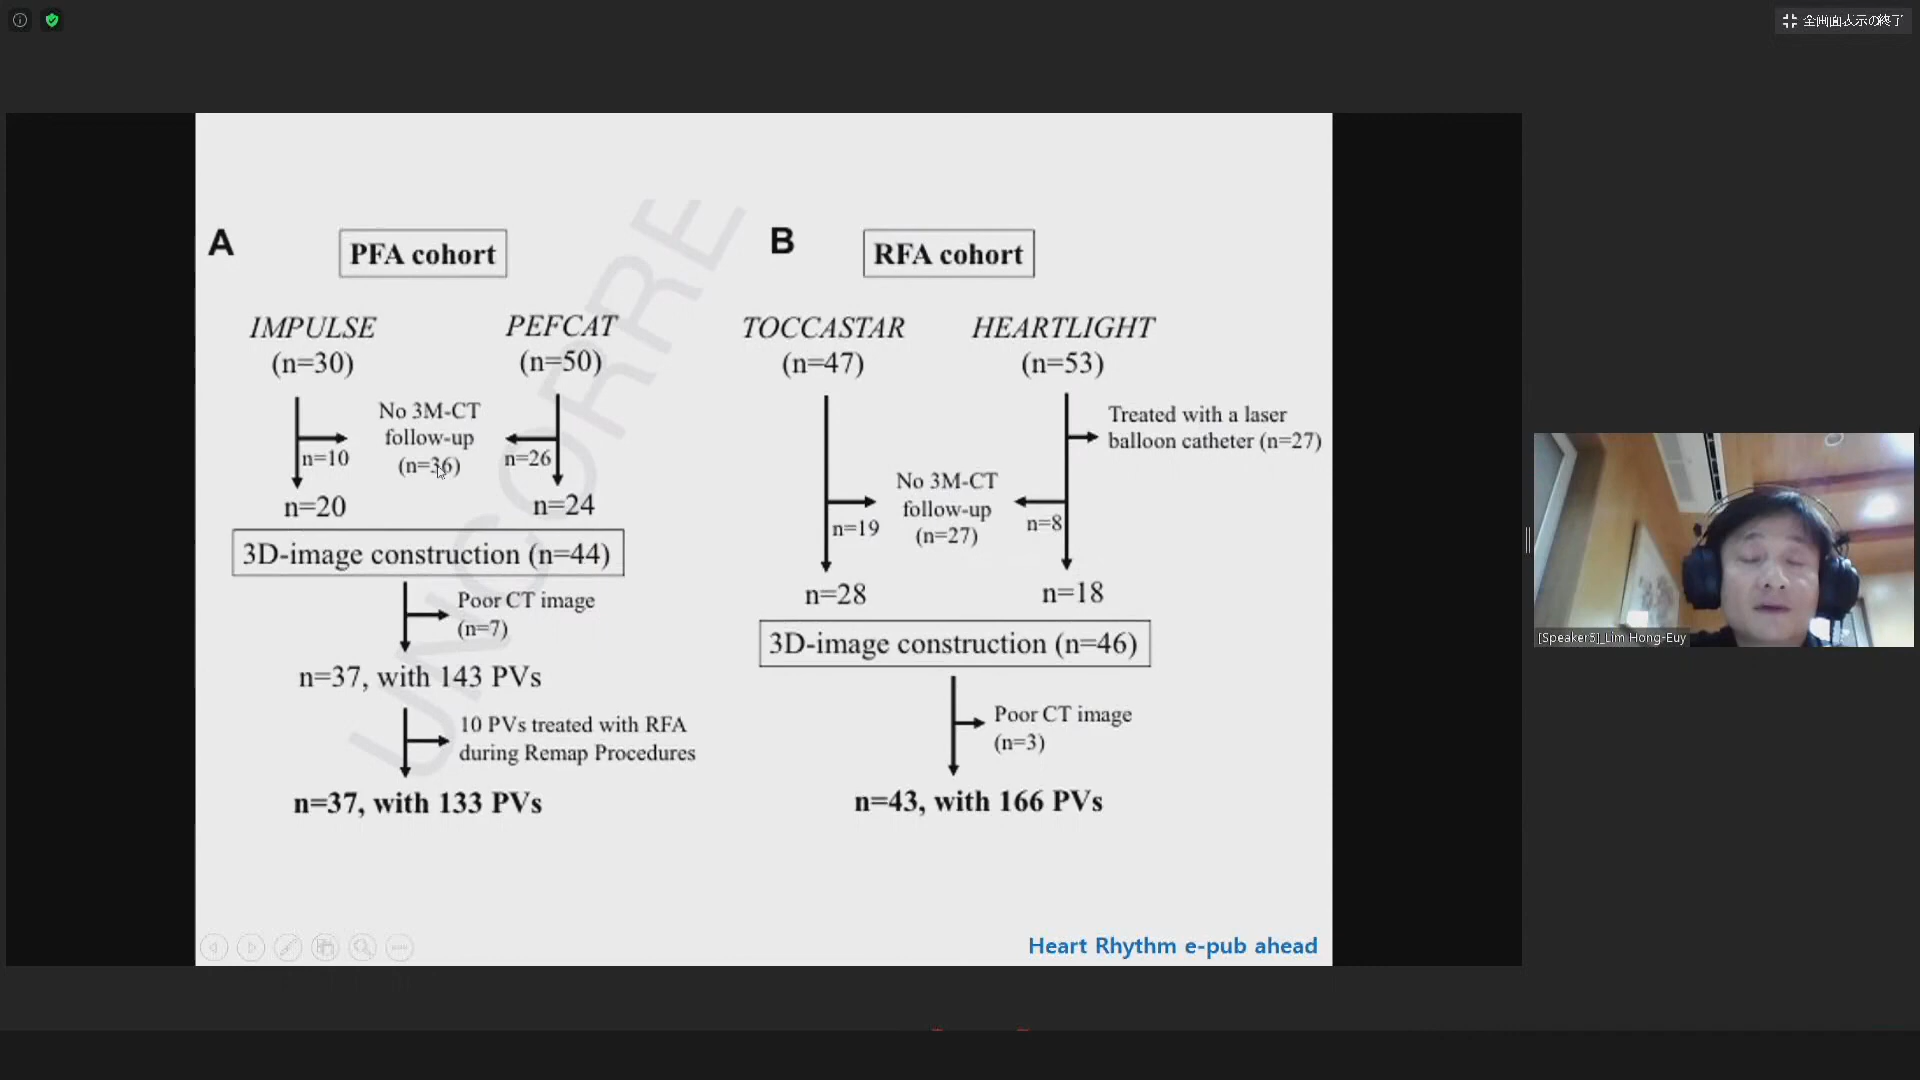 全画面表示の終了
UNCORRE
A
PFA cohort
IMPULSE
(n=30)
PEFCAT
(n=50)
No 3M-CT
follow-up
(n=36)
n=10
n=26
n=20
n=24
3D-image construction (n=44)
Poor CT image
(n=7)
n=37, with 143 PVs
10 PVs treated with RFA
during Remap Procedures
n=37, with 133 PVs
B
RFA cohort
TOCCASTAR
(n=47)
HEARTLIGHT
(n=53)
Treated with a laser
balloon catheter (n=27)
No 3M-CT
follow-up
(n=27)
n=19
n=8
n=28
n=18
3D-image construction (n=46)
Poor CT image
(n=3)
n=43, with 166 PVs
Heart Rhythm e-pub ahead
[Speaker5]_Lim Hong-Euy